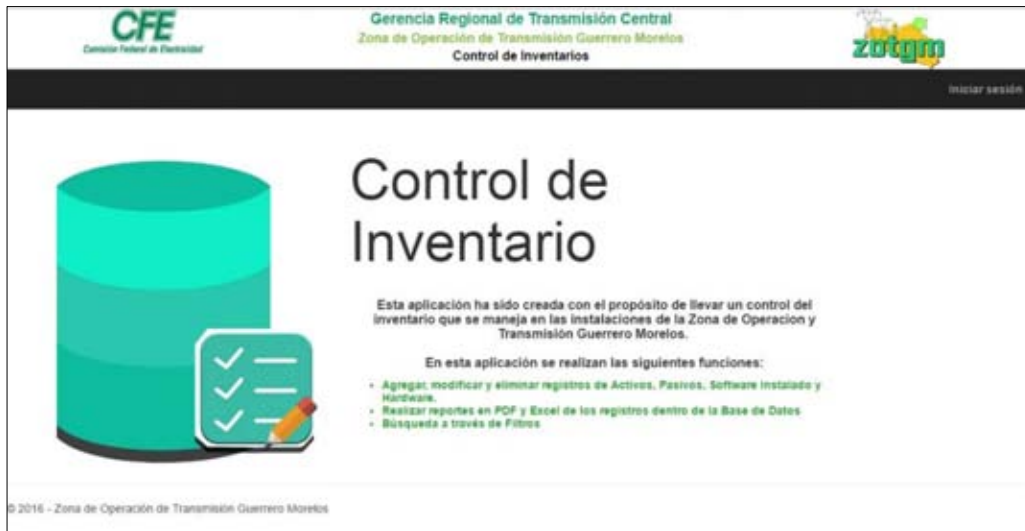 CFE
Comisión Federal de Electricidad
Gerencia Regional de Transmisión Central
Zona de Operación de Transmisión Guerrero Morelos
Control de Inventarios
zotgm
Iniciar sesión
Control de
Inventario
Esta aplicación ha sido creada con el propósito de llevar un control del
inventario que se maneja en las instalaciones de la Zona de Operacion y
Transmisión Guerrero Morelos.
En esta aplicación se realizan las siguientes funciones:
• Agregar, modificar y eliminar registros de Activos, Pasivos, Software Instalado y
Hardware.
• Realizar reportes en PDF y Excel de los registros dentro de la Base de Datos
• Búsqueda a través de Filtros
© 2016 - Zona de Operación de Transmisión Guerrero Morelos